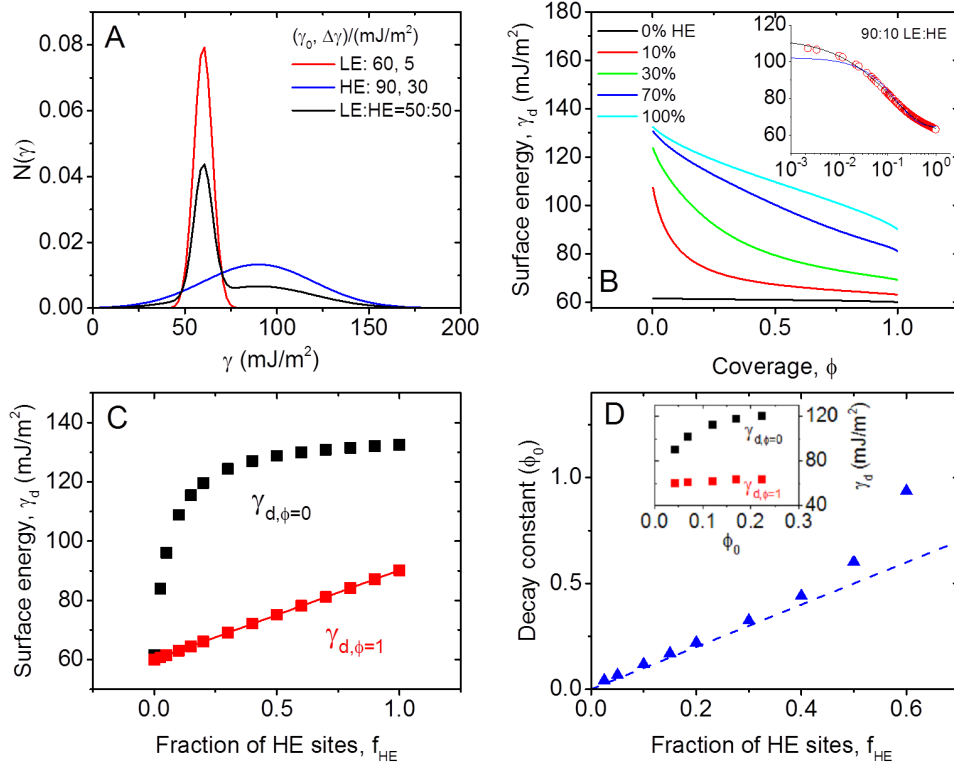 A
(γ₀, Δγ)/(mJ/m²)
LE: 60, 5
HE: 90, 30
LE:HE=50:50
N(γ)
0.08
0.06
0.04
0.02
0.00
0 50 100 150 200
γ (mJ/m²)
B
0% HE
10%
30%
70%
100%
90:10 LE:HE
120
100
80
60
10⁻³ 10⁻² 10⁻¹ 10⁰
Surface energy, γd (mJ/m²)
180
160
140
120
100
80
60
0.0 0.5 1.0
Coverage, ϕ
C
γd,ϕ=0
γd,ϕ=1
Surface energy, γd (mJ/m²)
140
120
100
80
60
0.0 0.5 1.0
Fraction of HE sites, fHE
D
γd,ϕ=0
γd,ϕ=1
120
80
40
γd (mJ/m²)
0.0 0.1 0.2 0.3
ϕ₀
Decay constant (ϕ₀)
1.0
0.5
0.0
0.0 0.2 0.4 0.6
Fraction of HE sites, fHE